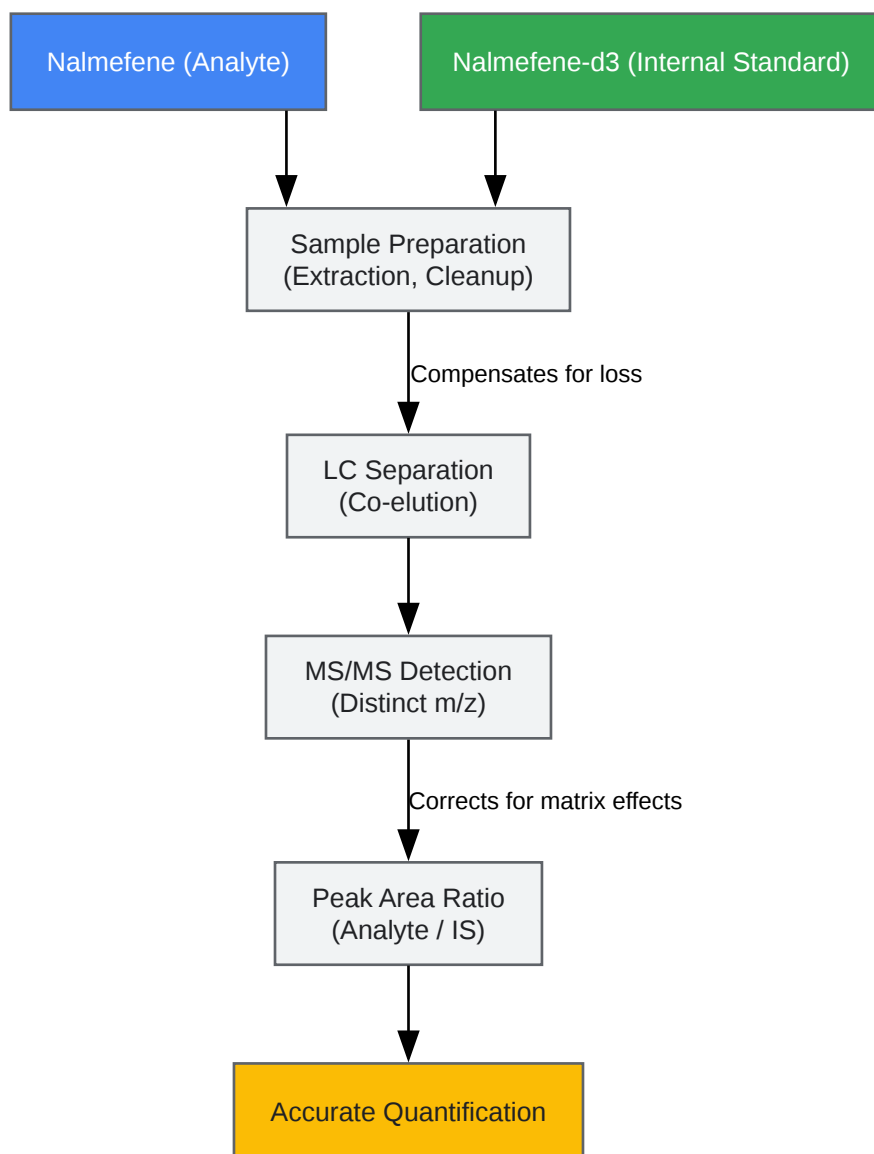 Nalmefene (Analyte)
Nalmefene-d3 (Internal Standard)
Sample Preparation
(Extraction, Cleanup)
Compensates for loss
LC Separation
(Co-elution)
MS/MS Detection
(Distinct m/z)
Corrects for matrix effects
Peak Area Ratio
(Analyte / IS)
Accurate Quantification